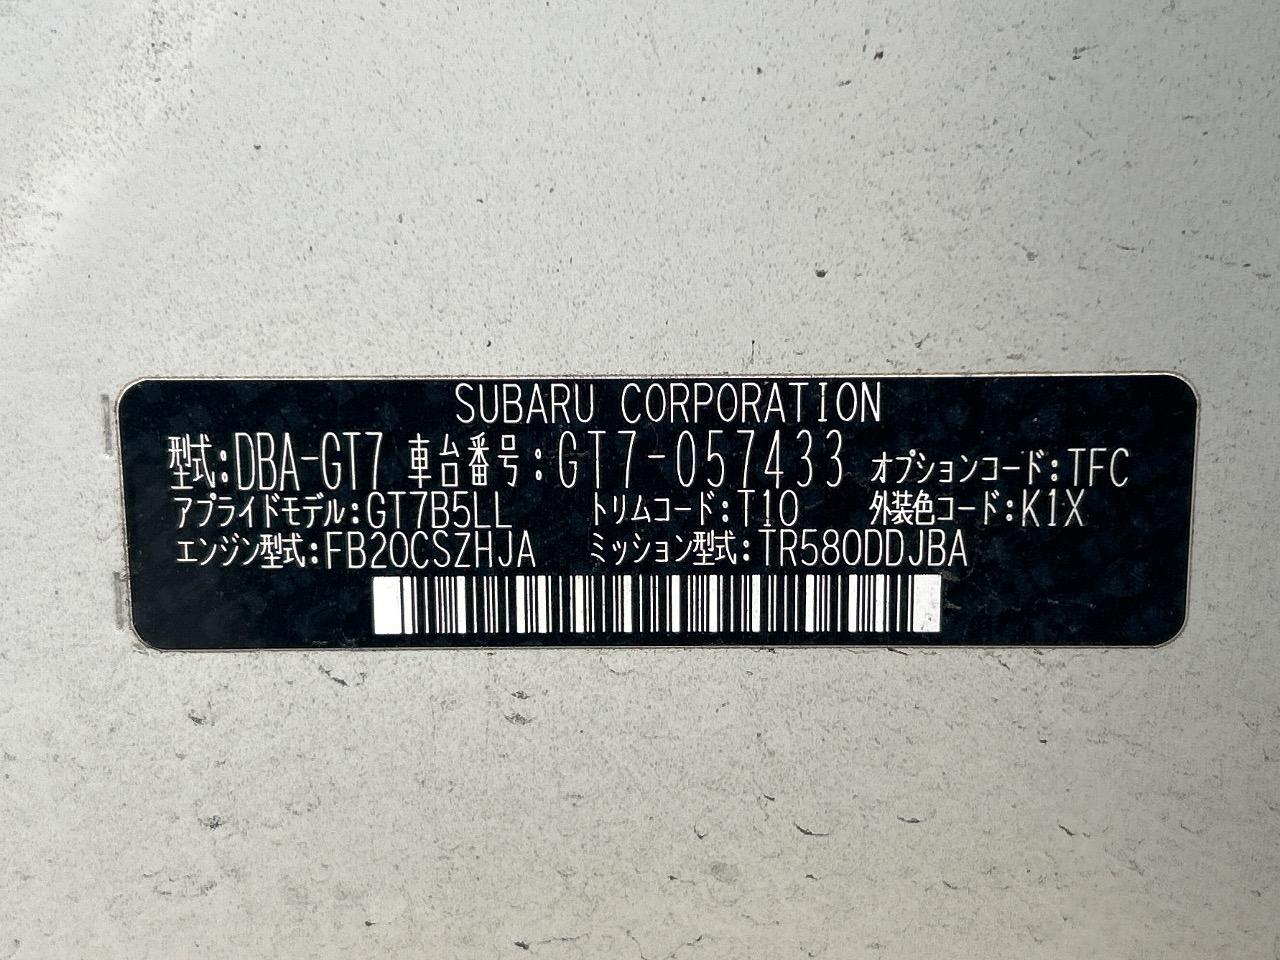 SUBARU CORPORATION
型式:DBA-GT7 車台番号:GT7-057433 オプションコード:TFC
アプライドモデル:GT7B5LL トリムコード:T10 外装色コード:K1X
エンジン型式:FB20CSZHJA ミッション型式:TR580DDJBA